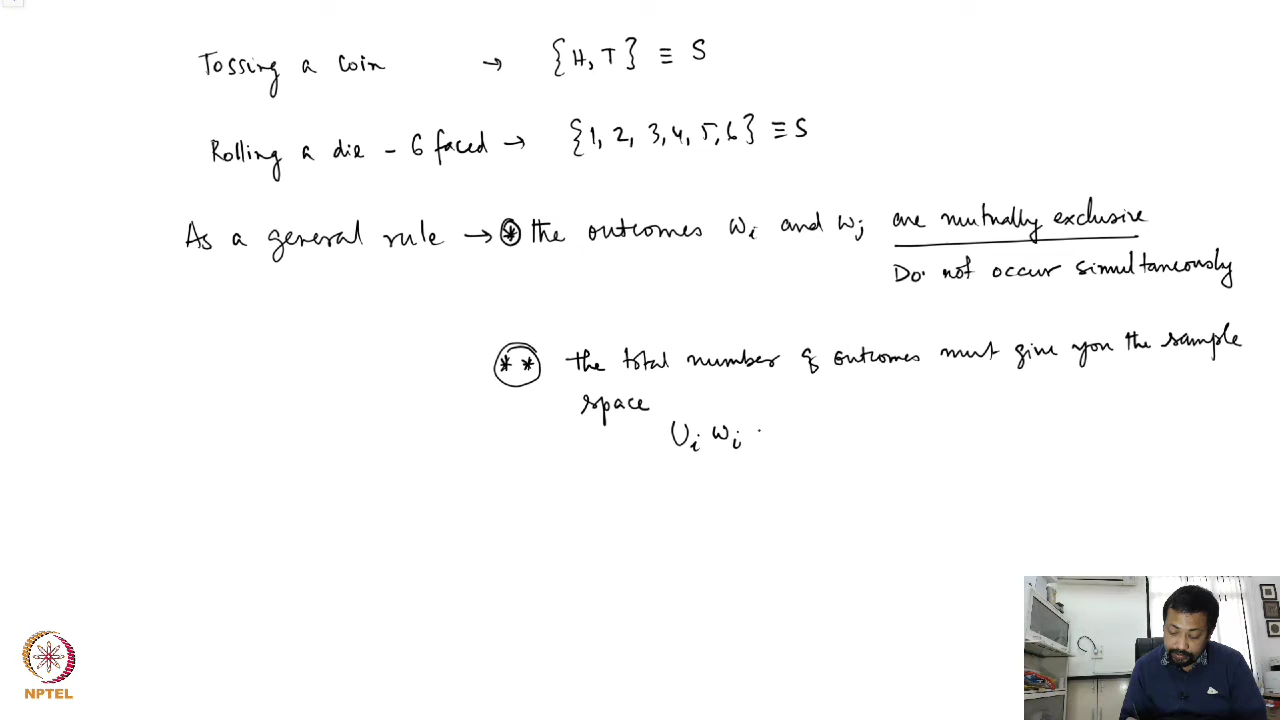 Tossing a coin → {H, T} ≡ S
Rolling a die - 6 faced → {1, 2, 3, 4, 5, 6} ≡ S
As a general rule → * the outcomes ωi and ωj are mutually exclusive
Do not occur simultaneously
* * the total number of outcomes must give you the sample
space
∪i ωi
NPTEL